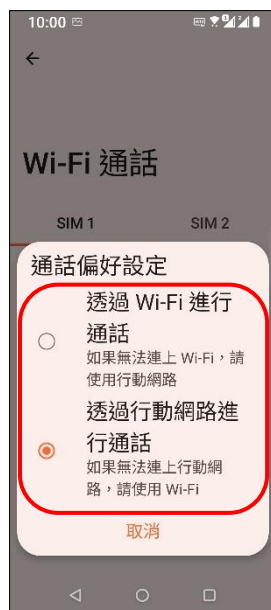 10:00
Wi-Fi 通話
SIM 1 SIM 2
通話偏好設定
透過 Wi-Fi 進行
通話
如果無法連上 Wi-Fi，請
使用行動網路
透過行動網路進
行通話
如果無法連上行動網
路，請使用 Wi-Fi
取消